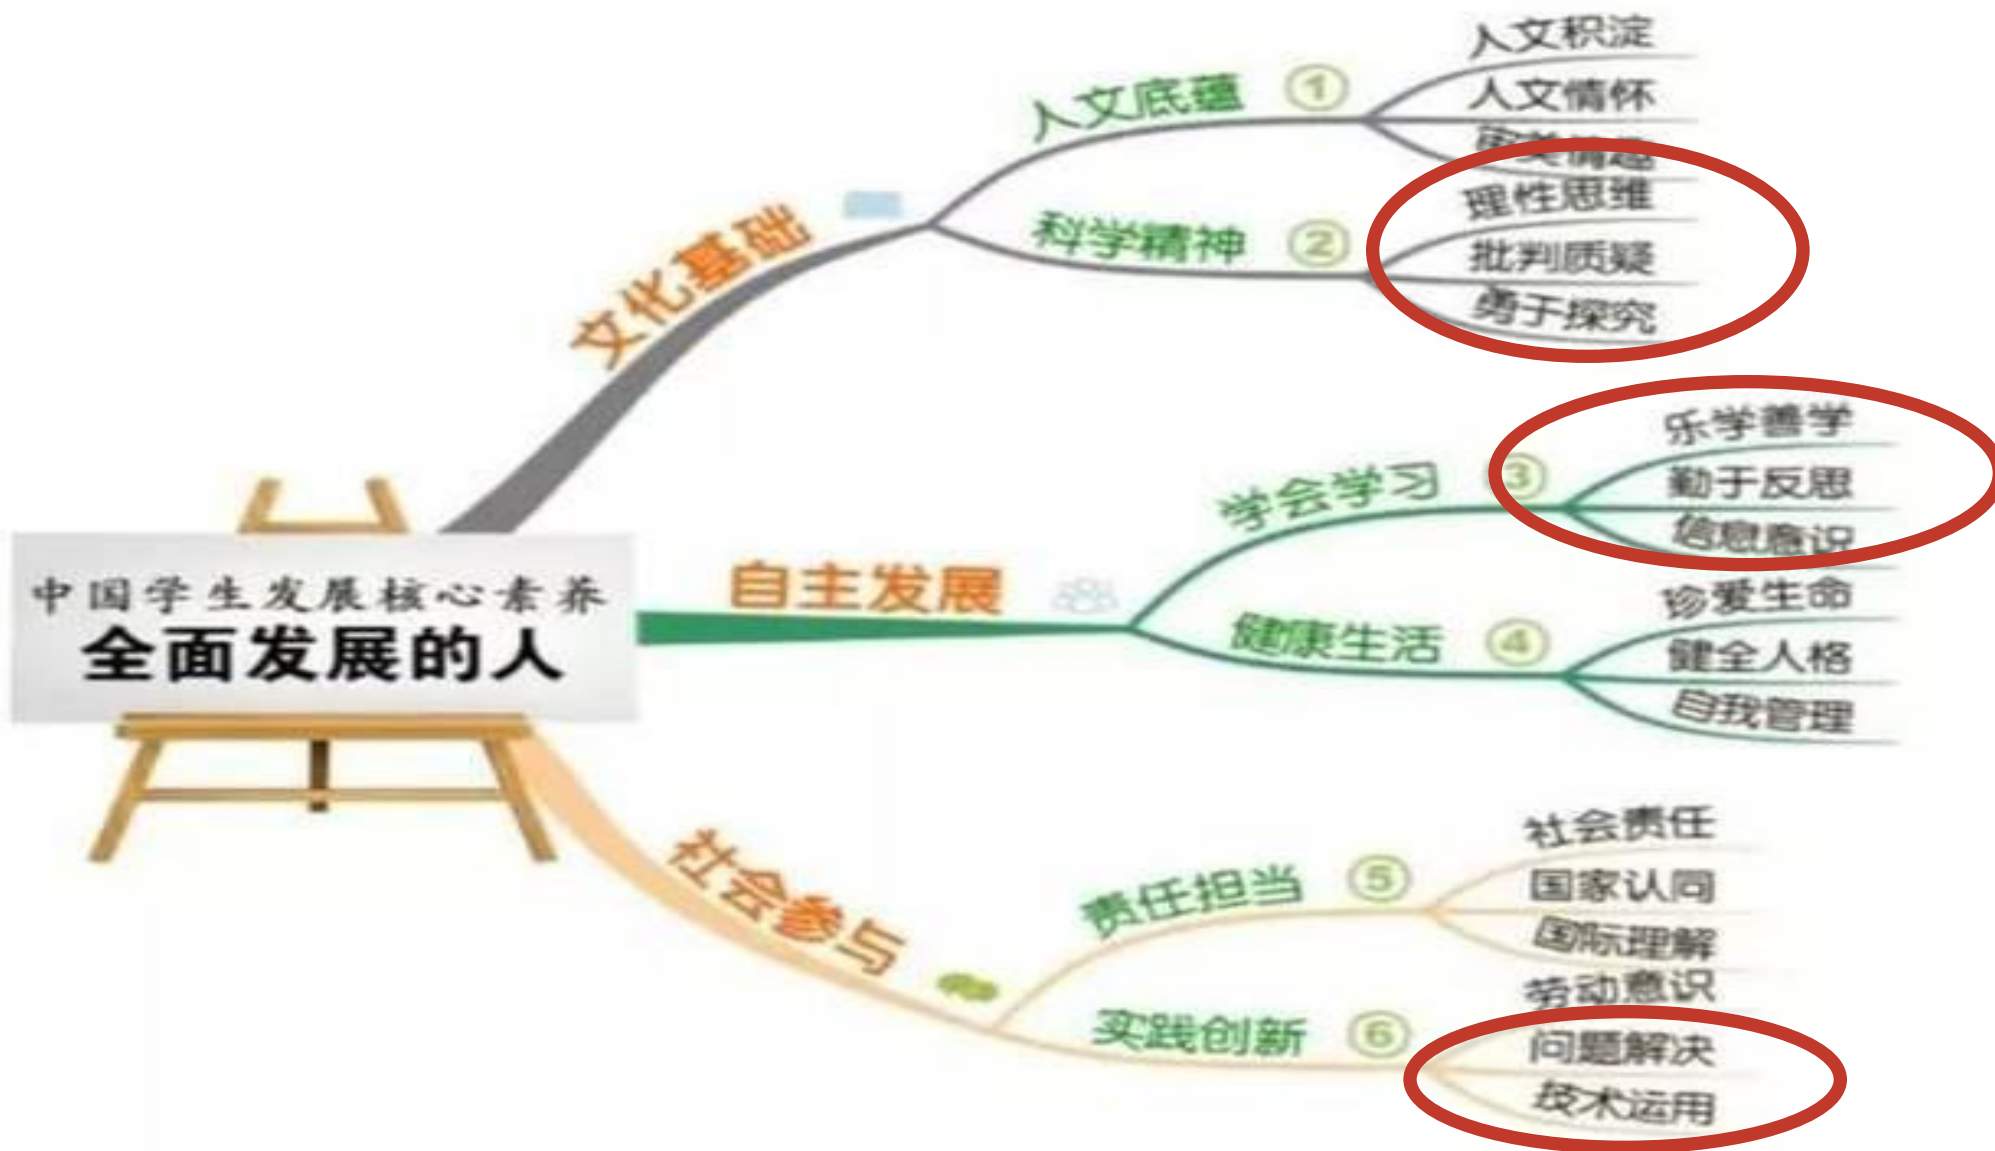 中国学生发展核心素养
全面发展的人
文化基础
人文底蕴 ①
人文积淀
人文情怀
审美情趣
科学精神 ②
理性思维
批判质疑
勇于探究
自主发展
学会学习 ③
乐学善学
勤于反思
信息意识
健康生活 ④
珍爱生命
健全人格
自我管理
社会参与
责任担当 ⑤
社会责任
国家认同
国际理解
实践创新 ⑥
劳动意识
问题解决
技术运用